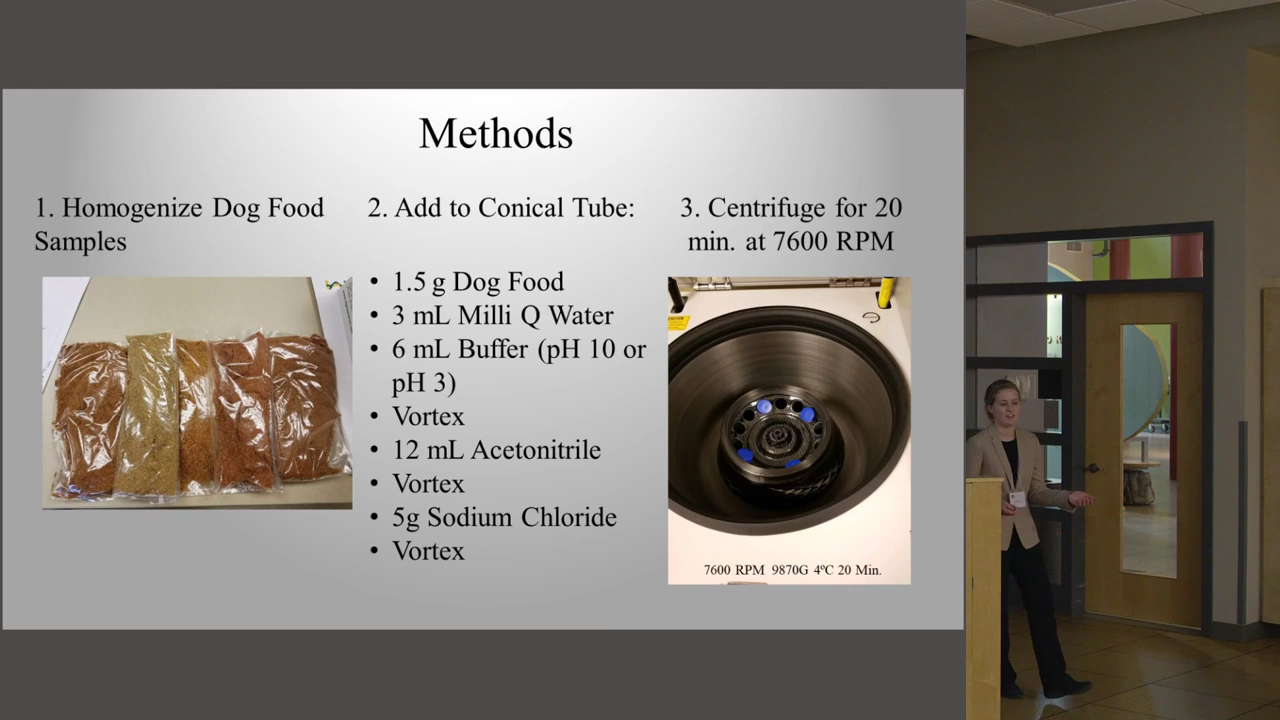 Methods
1. Homogenize Dog Food
Samples
2. Add to Conical Tube:
• 1.5 g Dog Food
• 3 mL Milli Q Water
• 6 mL Buffer (pH 10 or
pH 3)
• Vortex
• 12 mL Acetonitrile
• Vortex
• 5g Sodium Chloride
• Vortex
3. Centrifuge for 20
min. at 7600 RPM
7600 RPM 9870G 4ºC 20 Min.